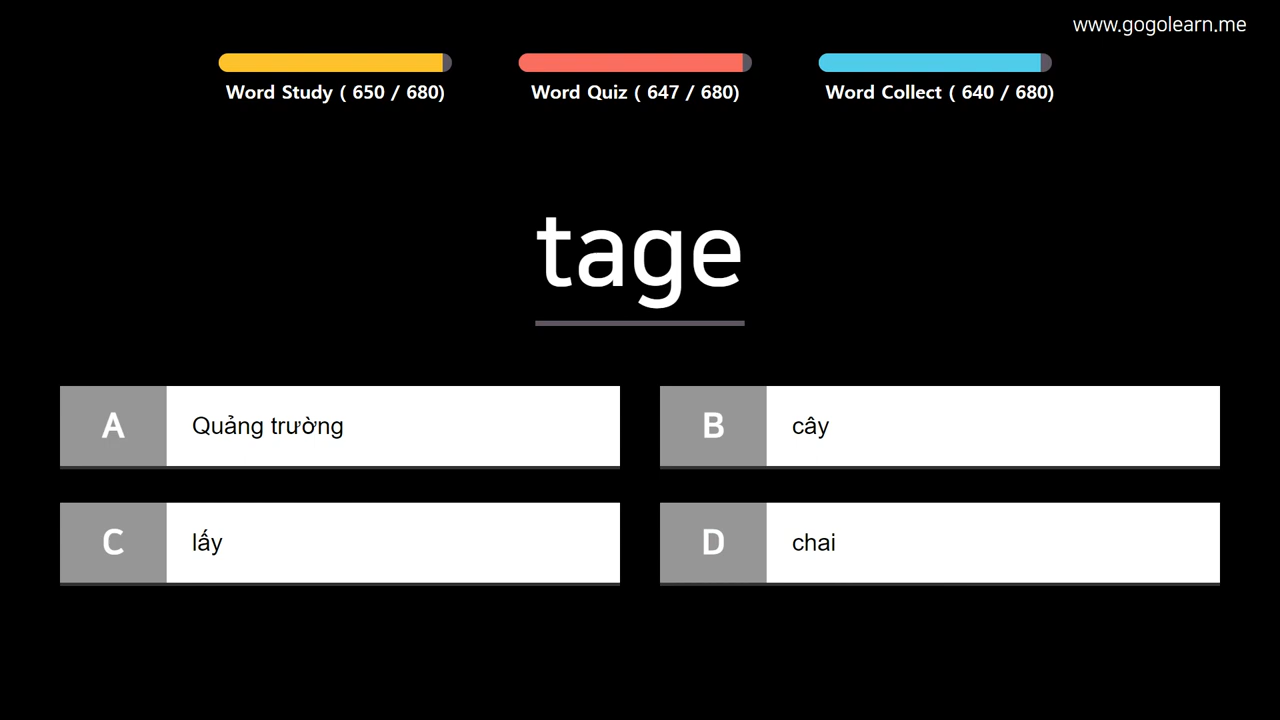 www.gogolearn.me
Word Study ( 650 / 680)
Word Quiz ( 647 / 680)
Word Collect ( 640 / 680)
tage
A Quảng trường
B cây
C lấy
D chai